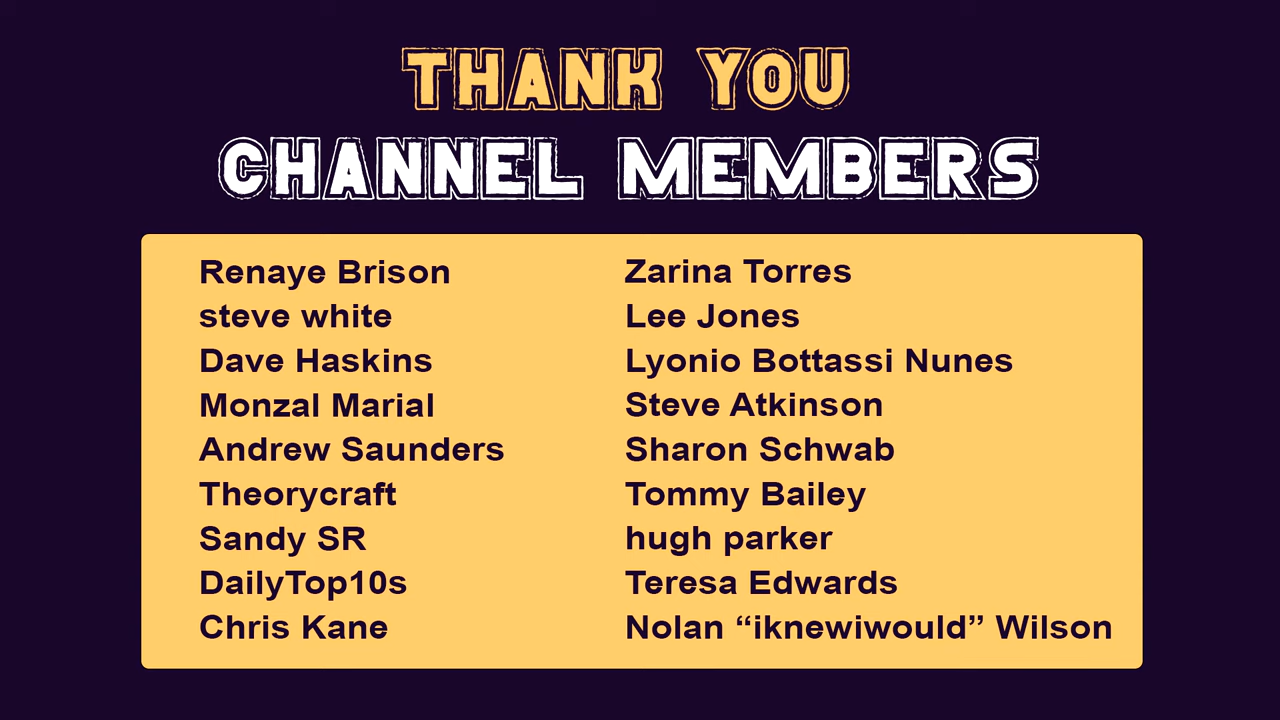 THANK YOU
CHANNEL MEMBERS
Renaye Brison
steve white
Dave Haskins
Monzal Marial
Andrew Saunders
Theorycraft
Sandy SR
DailyTop10s
Chris Kane
Zarina Torres
Lee Jones
Lyonio Bottassi Nunes
Steve Atkinson
Sharon Schwab
Tommy Bailey
hugh parker
Teresa Edwards
Nolan “iknewiwould” Wilson